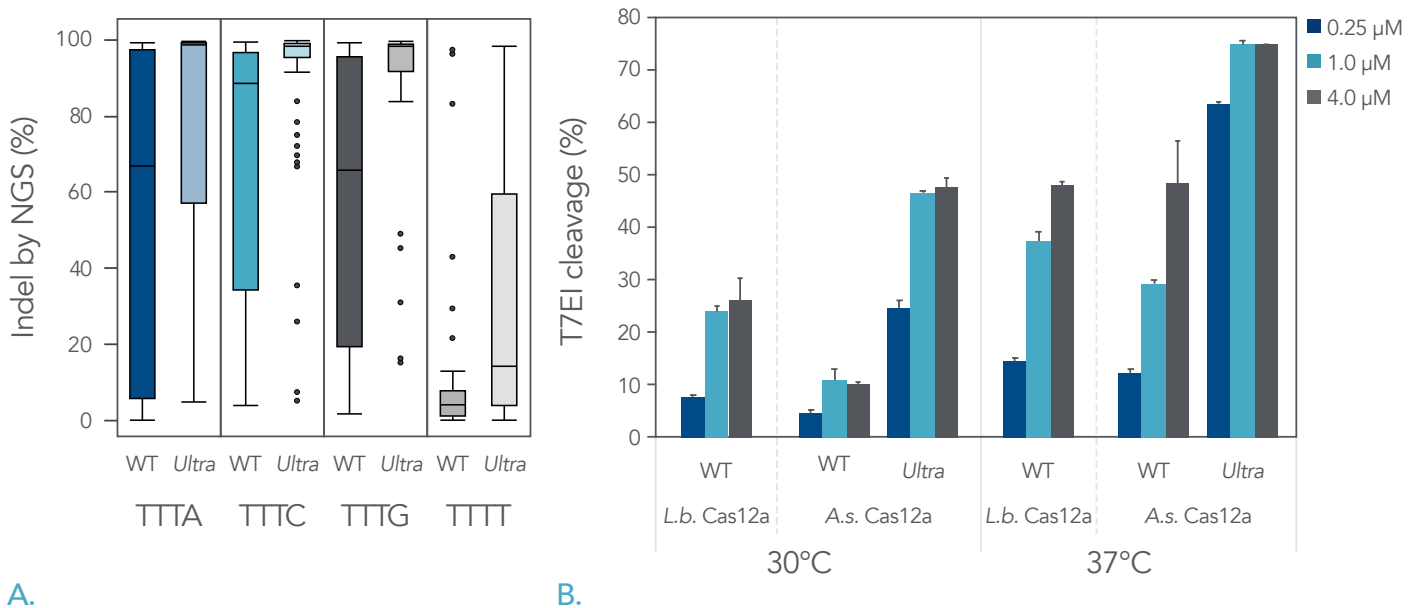 Indel by NGS (%)
100
80
60
40
20
0
WT Ultra WT Ultra WT Ultra WT Ultra
TTTA TTTC TTTG TTTT
A.
T7EI cleavage (%)
80
70
60
50
40
30
20
10
0
0.25 µM
1.0 µM
4.0 µM
WT WT Ultra WT WT Ultra
L.b. Cas12a A.s. Cas12a L.b. Cas12a A.s. Cas12a
30°C 37°C
B.